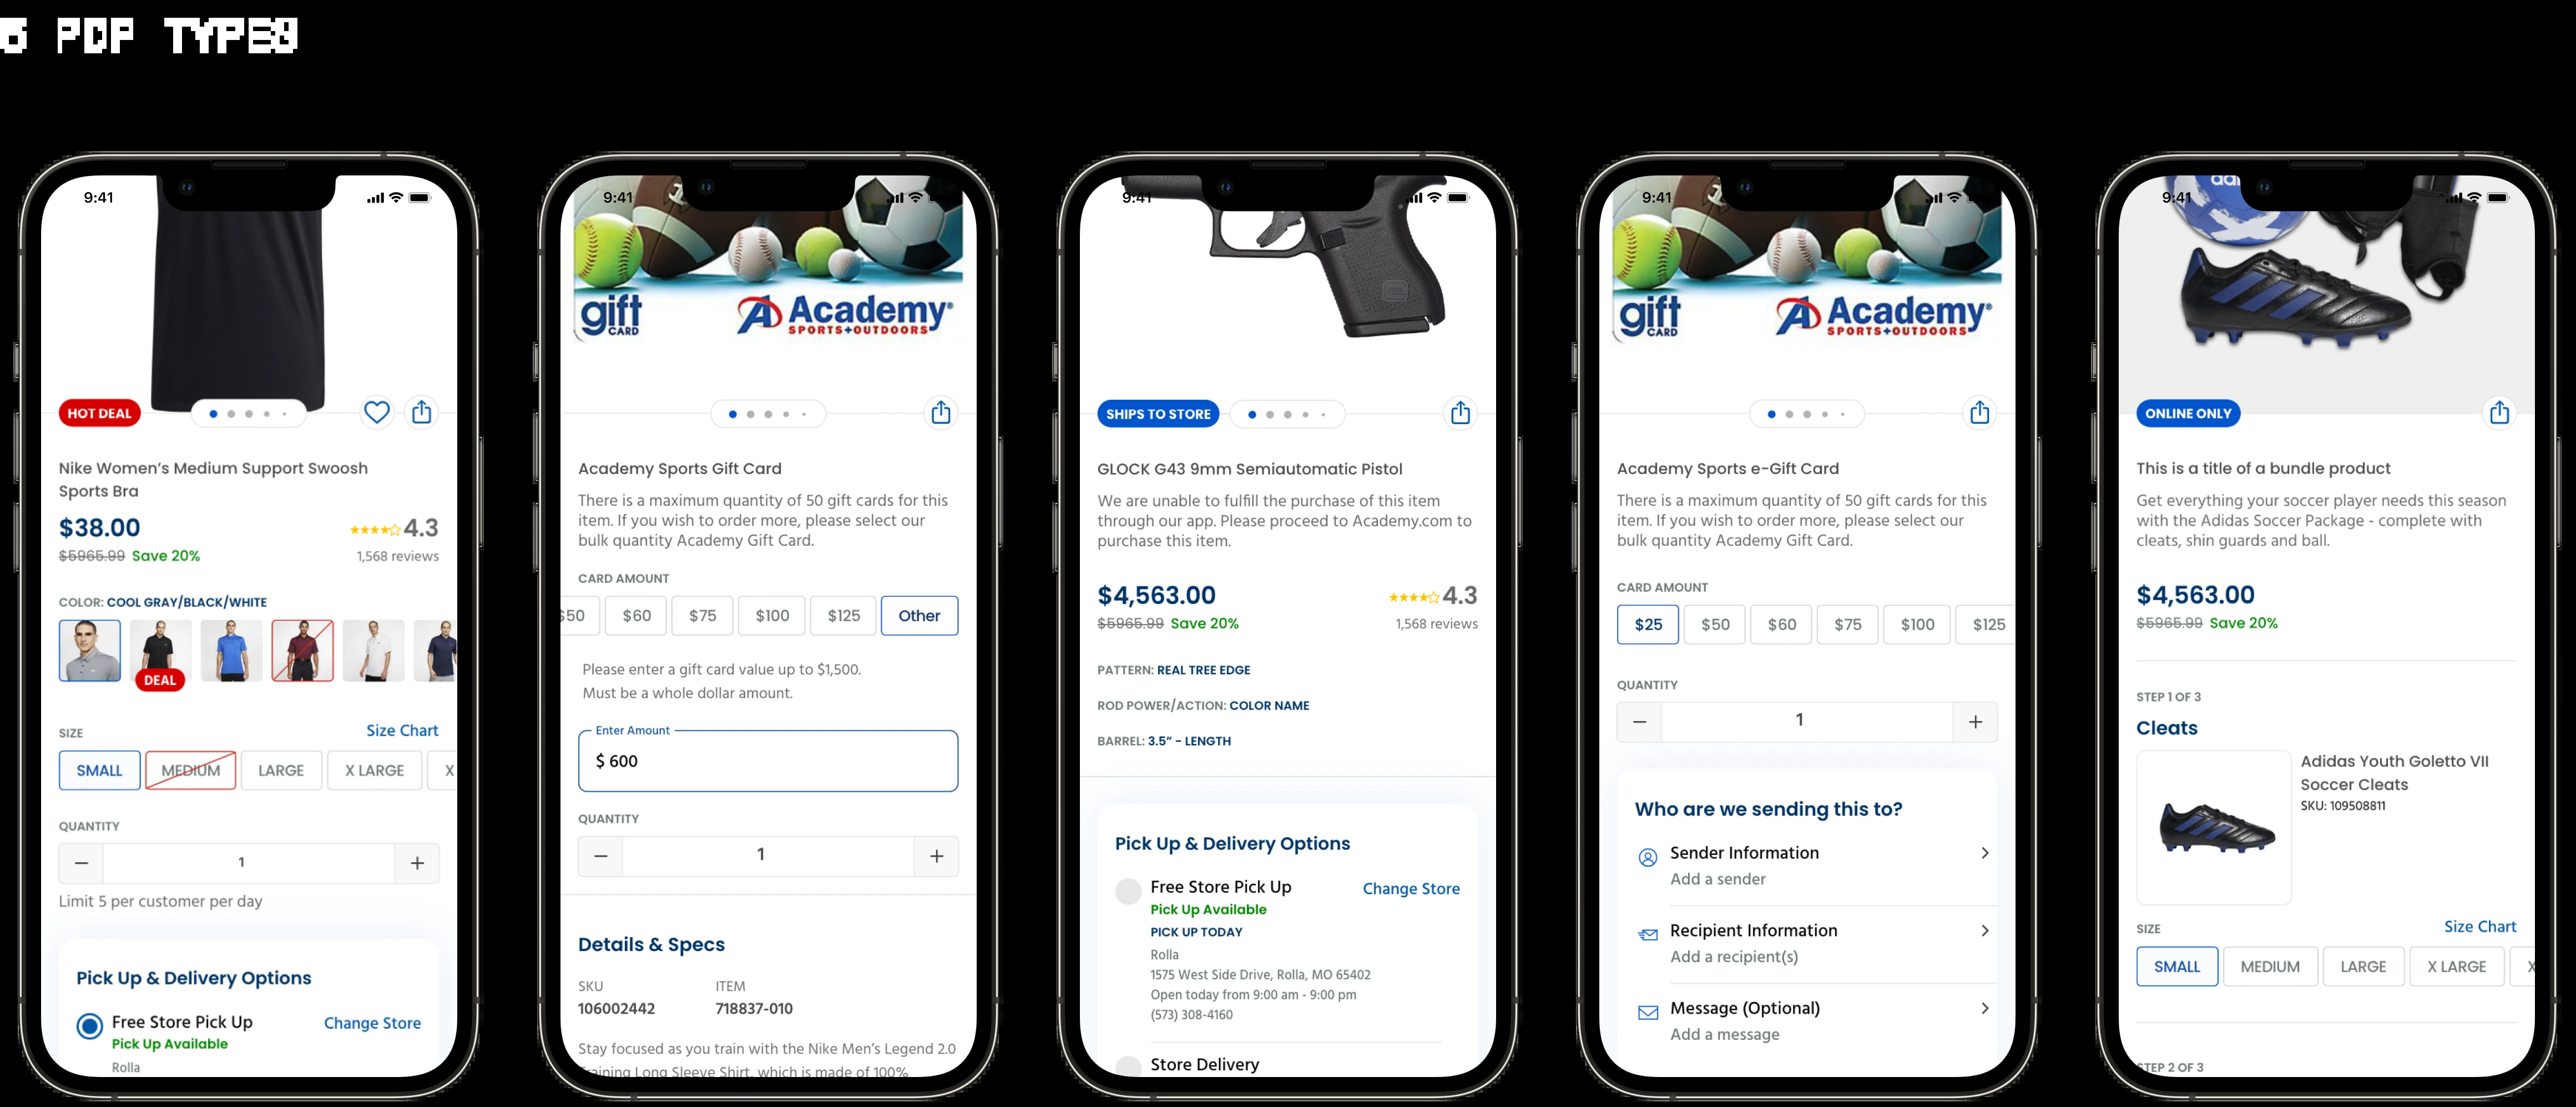 5 PDP TYPES
9:41
HOT DEAL
Nike Women's Medium Support Swoosh
Sports Bra
$38.00
4.3
$5965.99 Save 20%
1,568 reviews
COLOR: COOL GRAY/BLACK/WHITE
DEAL
SIZE
Size Chart
SMALL
MEDIUM
LARGE
X LARGE
X
QUANTITY
1
Limit 5 per customer per day
Pick Up & Delivery Options
Free Store Pick Up
Change Store
Pick Up Available
Rolla
9:41
gift
CARD
Academy
SPORTS+OUTDOORS
Academy Sports Gift Card
There is a maximum quantity of 50 gift cards for this
item. If you wish to order more, please select our
bulk quantity Academy Gift Card.
CARD AMOUNT
$50
$60
$75
$100
$125
Other
Please enter a gift card value up to $1,500.
Must be a whole dollar amount.
Enter Amount
$ 600
QUANTITY
1
Details & Specs
SKU
ITEM
106002442
718837-010
Stay focused as you train with the Nike Men's Legend 2.0
Training Long Sleeve Shirt, which is made of 100%
9:41
SHIPS TO STORE
GLOCK G43 9mm Semiautomatic Pistol
We are unable to fulfill the purchase of this item
through our app. Please proceed to Academy.com to
purchase this item.
$4,563.00
4.3
$5965.99 Save 20%
1,568 reviews
PATTERN: REAL TREE EDGE
ROD POWER/ACTION: COLOR NAME
BARREL: 3.5” - LENGTH
Pick Up & Delivery Options
Free Store Pick Up
Change Store
Pick Up Available
PICK UP TODAY
Rolla
1575 West Side Drive, Rolla, MO 65402
Open today from 9:00 am - 9:00 pm
(573) 308-4160
Store Delivery
9:41
gift
CARD
Academy
SPORTS+OUTDOORS
Academy Sports e-Gift Card
There is a maximum quantity of 50 gift cards for this
item. If you wish to order more, please select our
bulk quantity Academy Gift Card.
CARD AMOUNT
$25
$50
$60
$75
$100
$125
QUANTITY
1
Who are we sending this to?
Sender Information
Add a sender
Recipient Information
Add a recipient(s)
Message (Optional)
Add a message
9:41
ONLINE ONLY
This is a title of a bundle product
Get everything your soccer player needs this season
with the Adidas Soccer Package - complete with
cleats, shin guards and ball.
$4,563.00
$5965.99 Save 20%
STEP 1 OF 3
Cleats
Adidas Youth Goletto VII
Soccer Cleats
SKU: 109508811
SIZE
Size Chart
SMALL
MEDIUM
LARGE
X LARGE
X
STEP 2 OF 3